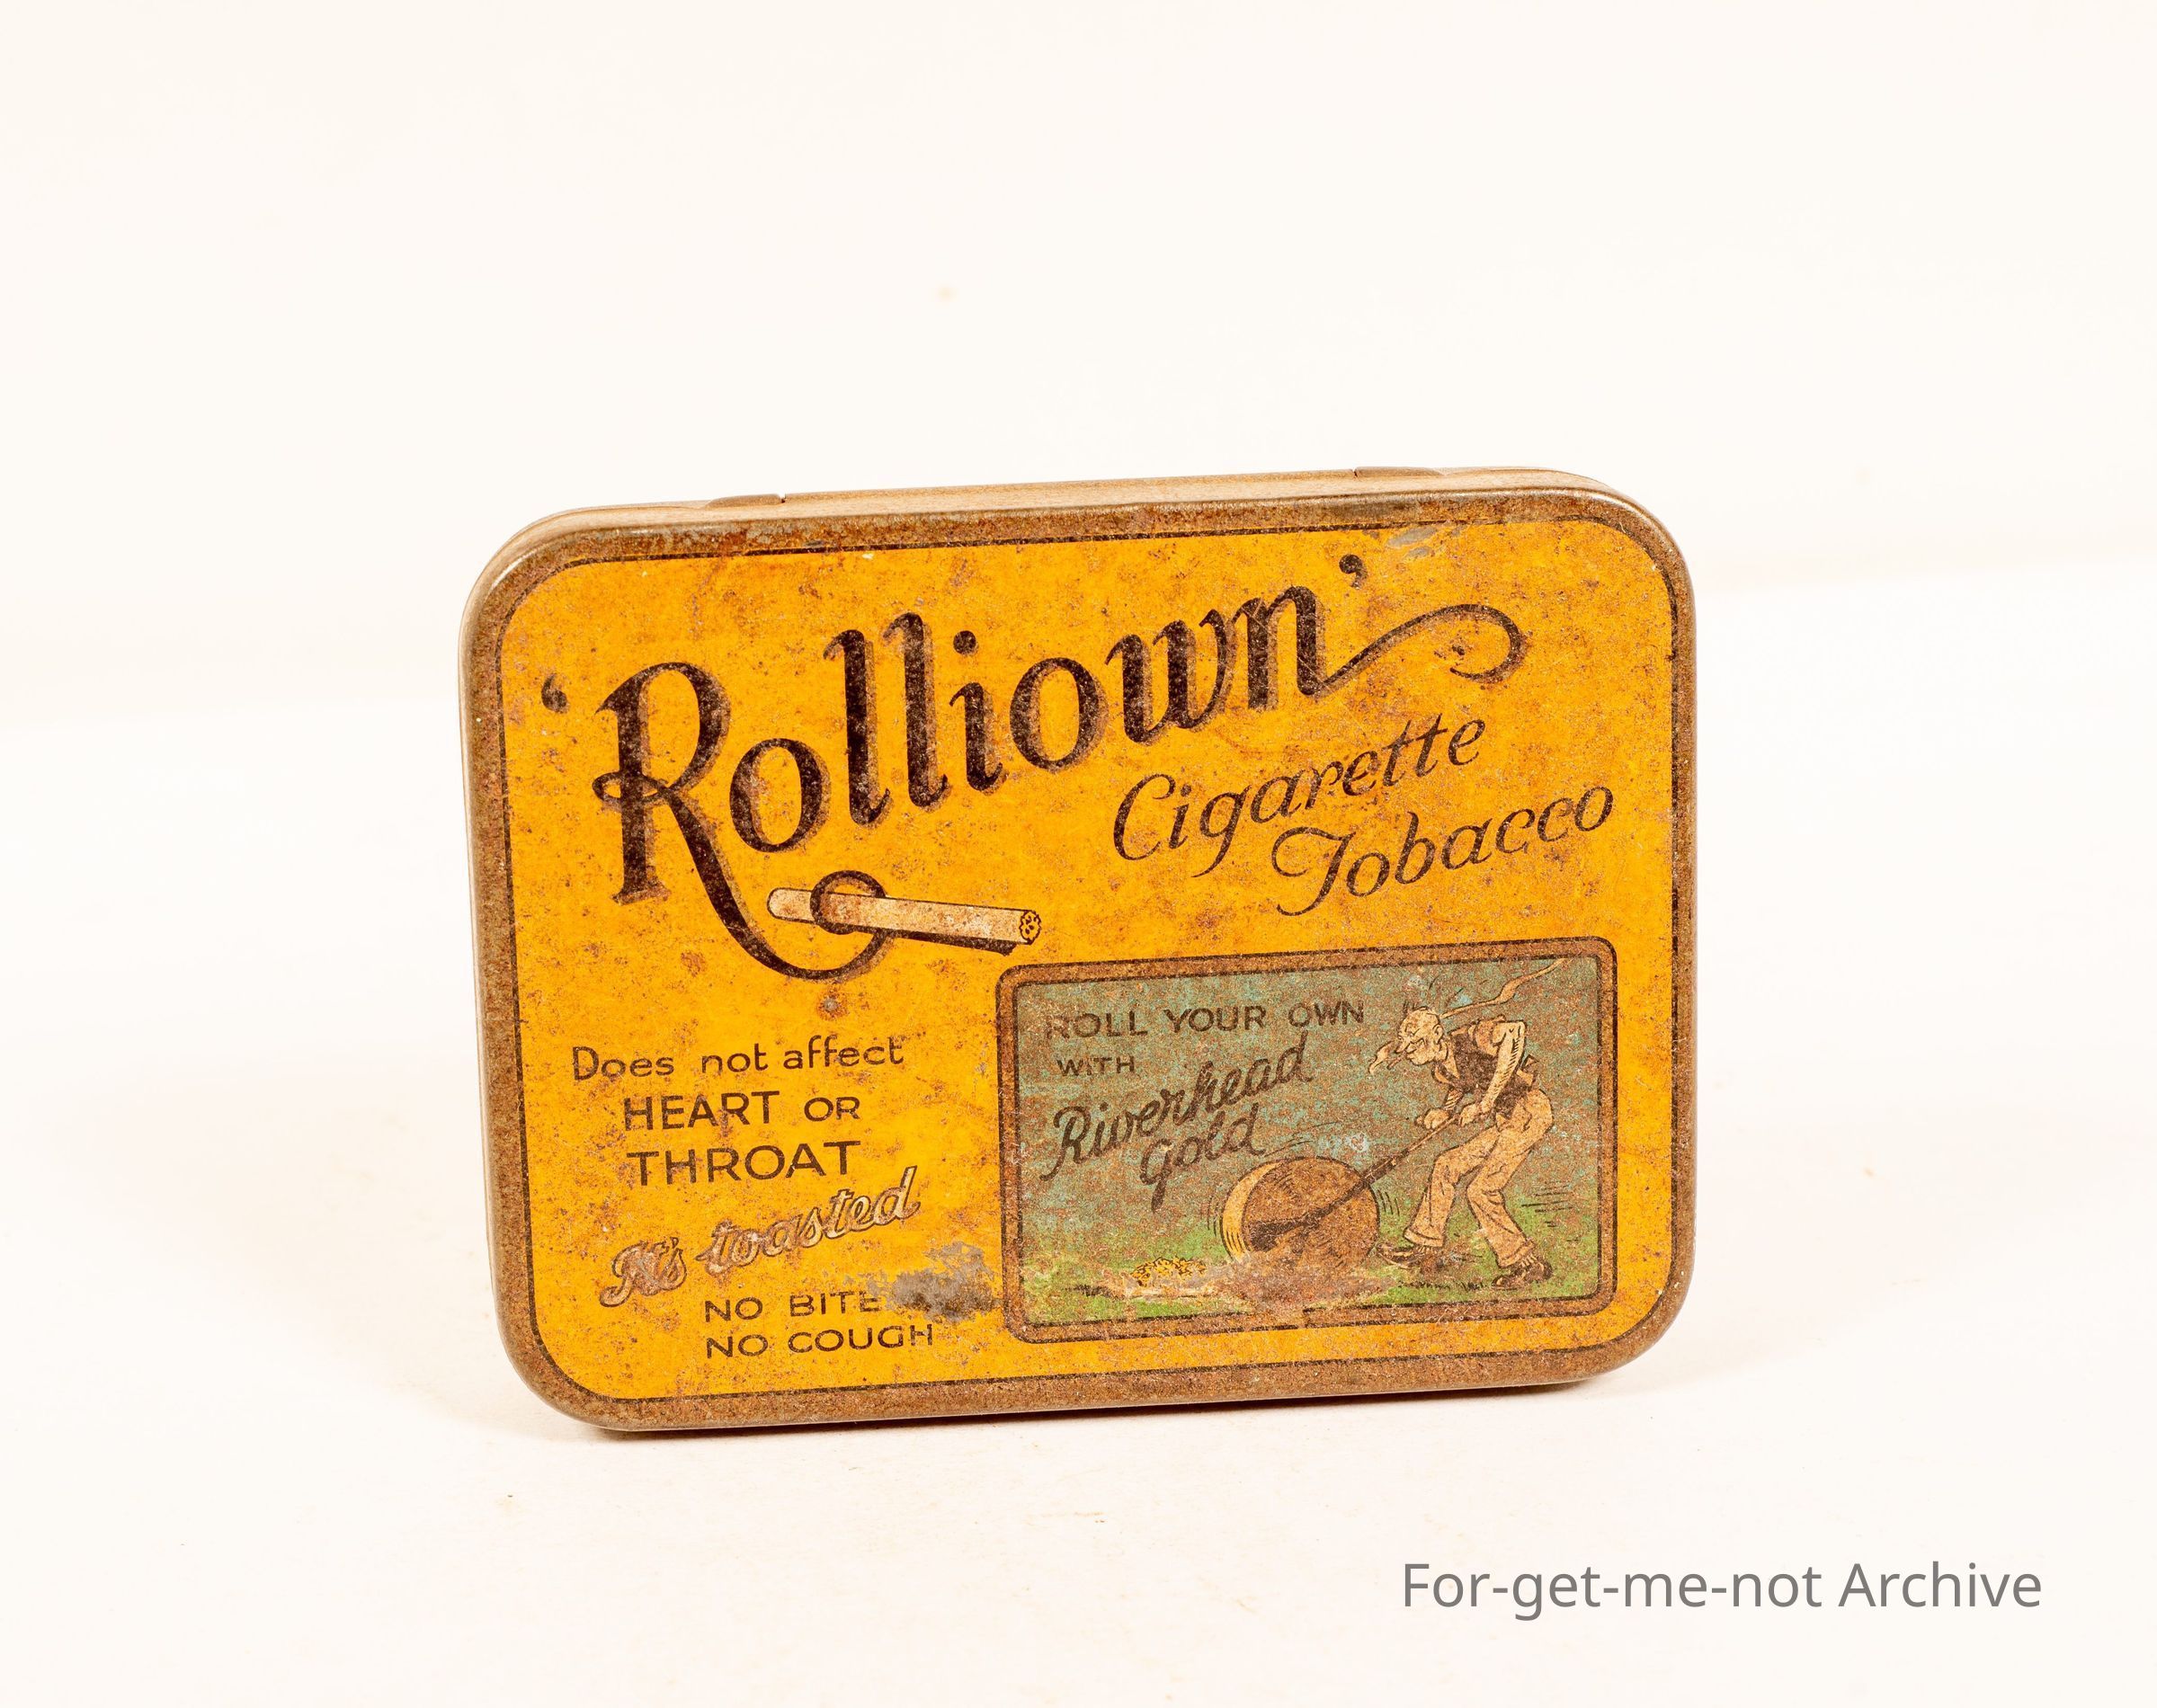 ‘Rolliown’
Cigarette
Tobacco
Does not affect
HEART OR
THROAT
It's toasted
NO BITE
NO COUGH
ROLL YOUR OWN
WITH
Riverhead
Gold
For-get-me-not Archive